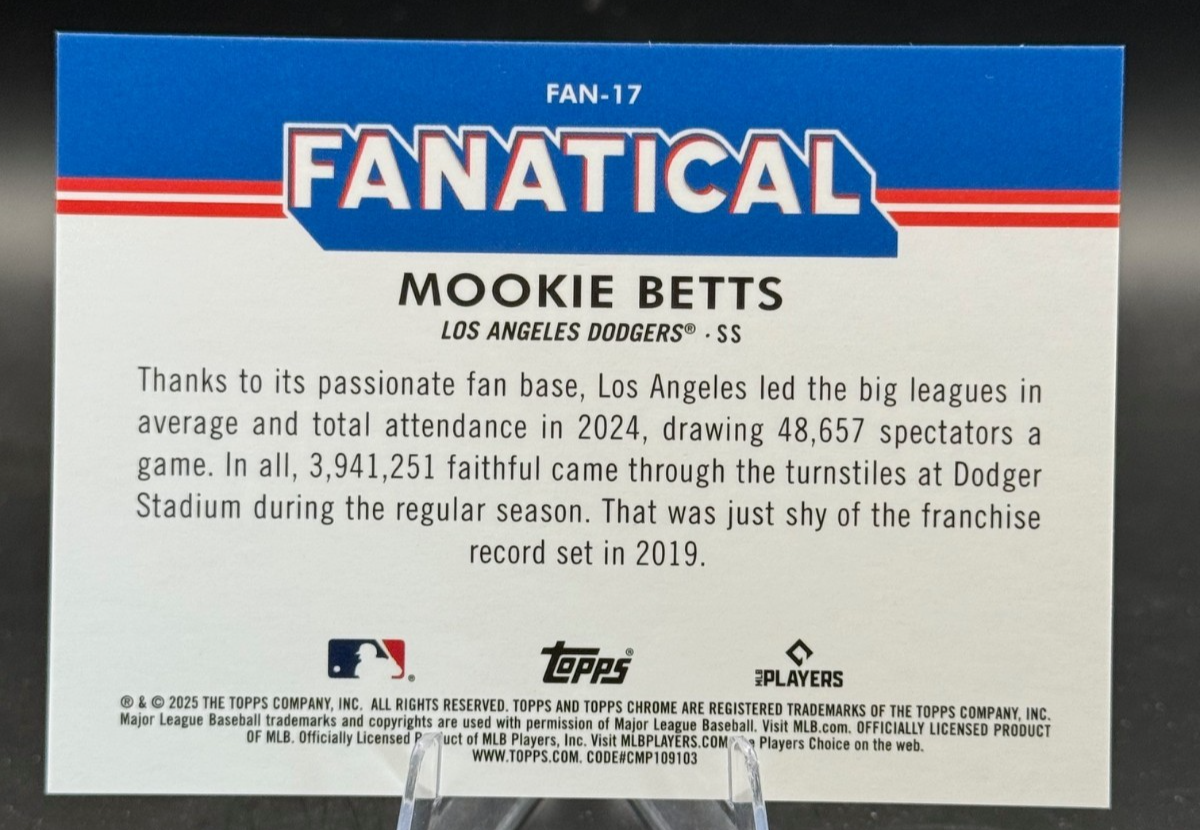 FAN-17
FANATICAL
MOOKIE BETTS
LOS ANGELES DODGERS® · SS
Thanks to its passionate fan base, Los Angeles led the big leagues in
average and total attendance in 2024, drawing 48,657 spectators a
game. In all, 3,941,251 faithful came through the turnstiles at Dodger
Stadium during the regular season. That was just shy of the franchise
record set in 2019.
®
topps®
MLB PLAYERS
® & © 2025 THE TOPPS COMPANY, INC. ALL RIGHTS RESERVED. TOPPS AND TOPPS CHROME ARE REGISTERED TRADEMARKS OF THE TOPPS COMPANY, INC.
Major League Baseball trademarks and copyrights are used with permission of Major League Baseball. Visit MLB.com. OFFICIALLY LICENSED PRODUCT
OF MLB. Officially Licensed of MLB Players, Inc. Visit MLBPLAYERS.COM Players Choice on the web.
WWW.TOPPS.COM. CODE#CMP109103